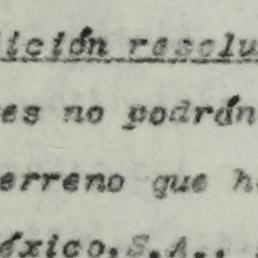 ición resolu
es no podrán
erreno que h
éxico,S.A.,